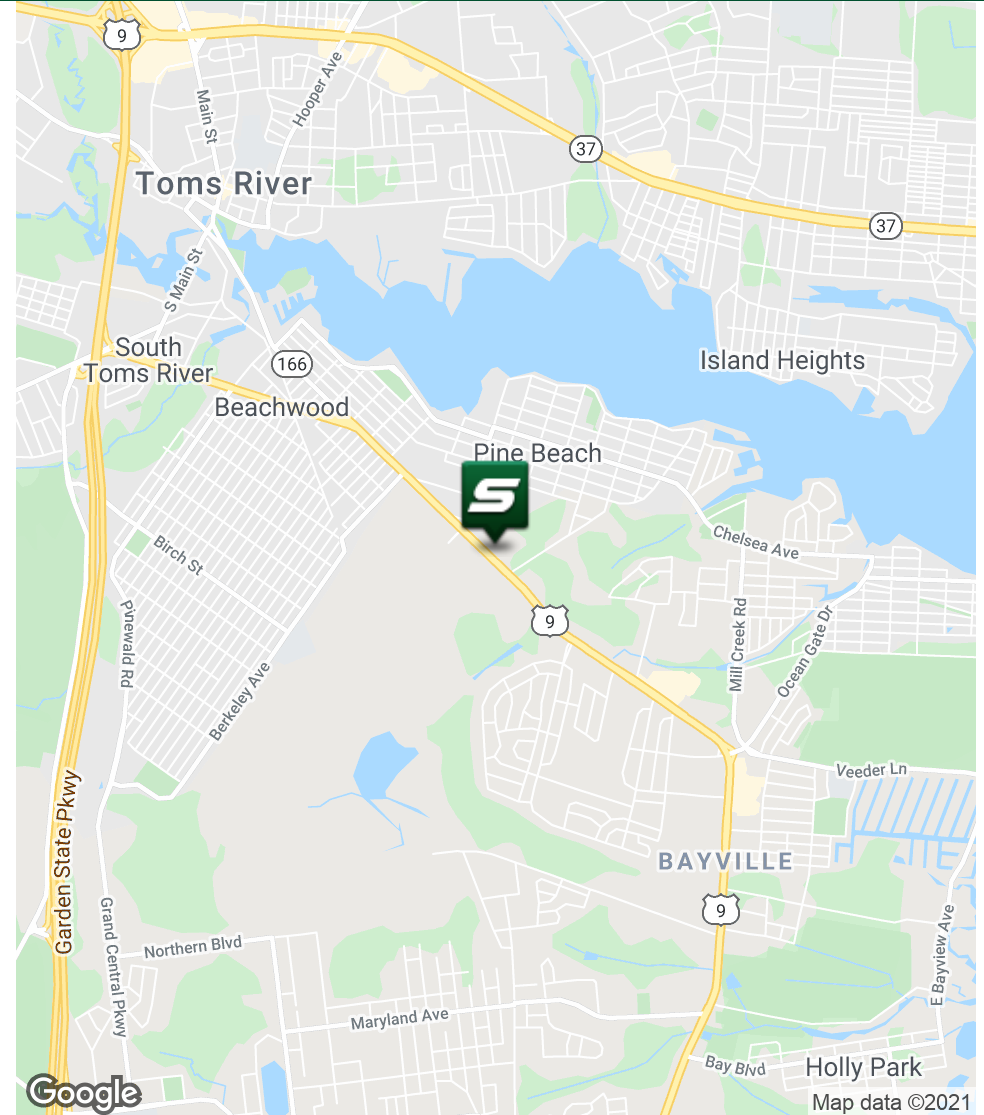 9
Main St
Hooper Ave
37
Toms River
37
S Main St
South
Toms River
166
Island Heights
Beachwood
Pine Beach
S
Chelsea Ave
Birch St
Pinewald Rd
9
Mill Creek Rd
Ocean Gate Dr
Berkeley Ave
Veeder Ln
Garden State Pkwy
BAYVILLE
9
Grand Central Pkwy
Northern Blvd
E Bayview Ave
Maryland Ave
Bay Blvd
Holly Park
Google
Map data ©2021